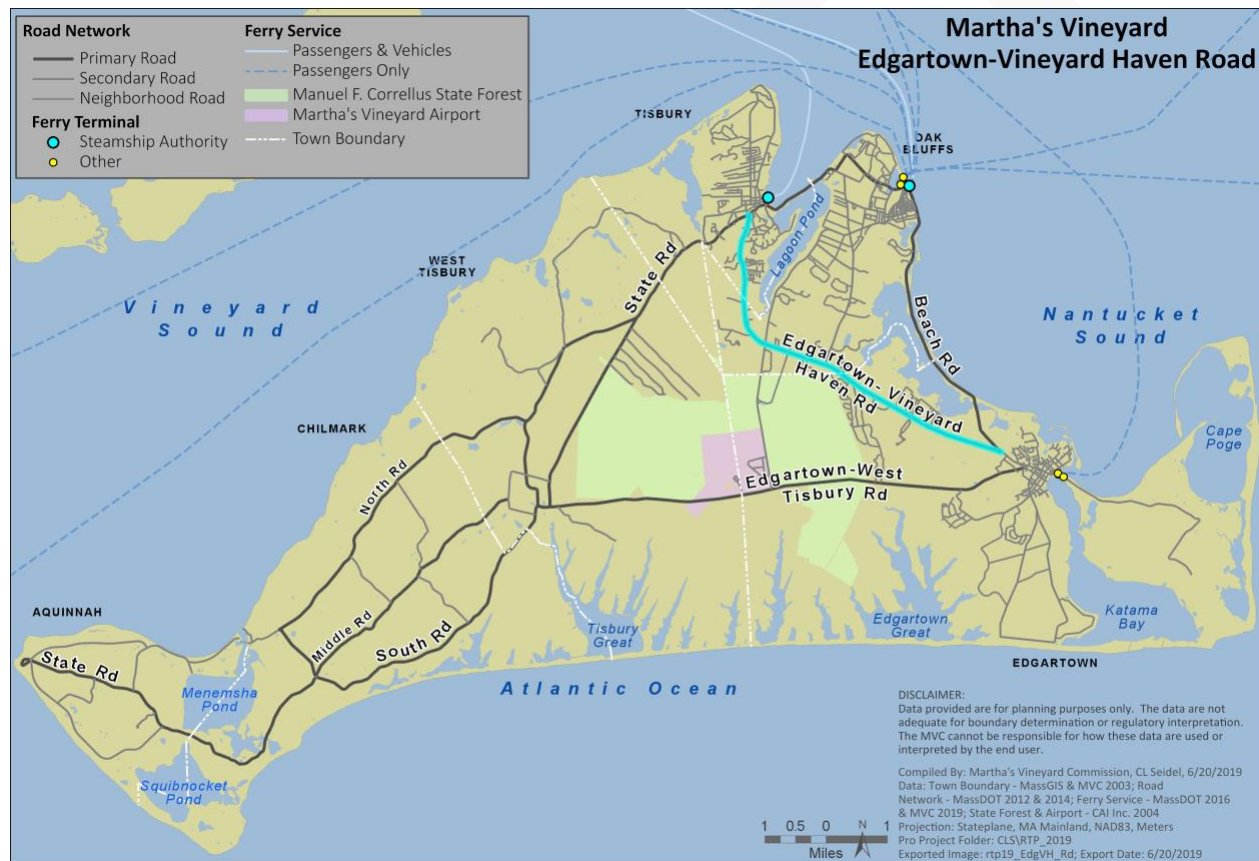 Martha's Vineyard
Edgartown-Vineyard Haven Road
Road Network
Primary Road
Secondary Road
Neighborhood Road
Ferry Terminal
Steamship Authority
Other
Ferry Service
Passengers & Vehicles
Passengers Only
Manuel F. Correllus State Forest
Martha's Vineyard Airport
Town Boundary
TISBURY
OAK
BLUFFS
Lagoon Pond
WEST
TISBURY
State Rd
Vineyard
Sound
Beach Rd
Nantucket
Sound
Edgartown- Vineyard
Haven Rd
CHILMARK
Cape
Poge
North Rd
Edgartown-West
Tisbury Rd
AQUINNAH
Middle Rd
South Rd
Tisbury
Great
Edgartown
Great
Katama
Bay
State Rd
EDGARTOWN
Menemsha
Pond
Atlantic Ocean
Squibnocket
Pond
DISCLAIMER:
Data provided are for planning purposes only. The data are not
adequate for boundary determination or regulatory interpretation.
The MVC cannot be responsible for how these data are used or
interpreted by the end user.
Compiled By: Martha's Vineyard Commission, CL Seidel, 6/20/2019
Data: Town Boundary - MassGIS & MVC 2003; Road
Network - MassDOT 2012 & 2014; Ferry Service - MassDOT 2016
& MVC 2019; State Forest & Airport - CAI Inc. 2004
Projection: Stateplane, MA Mainland, NAD83, Meters
Pro Project Folder: CLS\RTP_2019
Exported Image: rtp19_EdgVH_Rd; Export Date: 6/20/2019
1 0.5 0 N 1
Miles